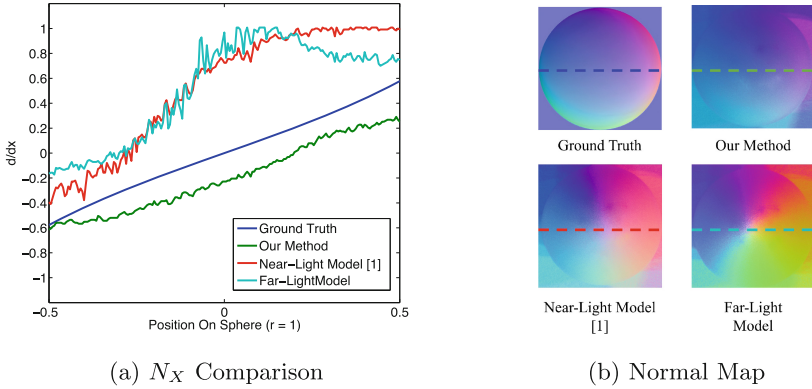 d/dx
1
0.8
0.6
0.4
0.2
0
−0.2
−0.4
−0.6
−0.8
−1
−0.5
0
0.5
Position On Sphere (r = 1)
Ground Truth
Our Method
Near−Light Model [1]
Far−LightModel
(a) N_X Comparison
Ground Truth
Our Method
Near-Light Model
[1]
Far-Light
Model
(b) Normal Map